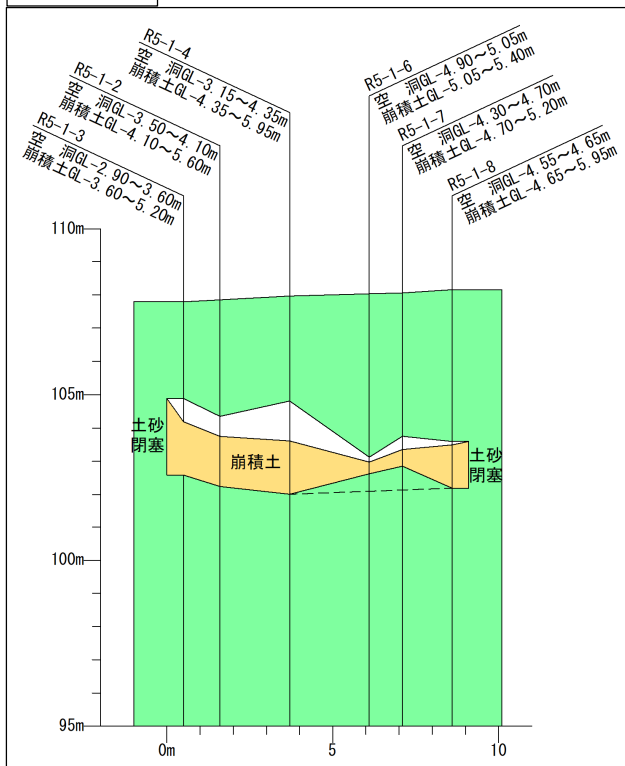 R5-1-4
空　洞GL-3.15～4.35m
崩積土GL-4.35～5.95m
R5-1-2
空　洞GL-3.50～4.10m
崩積土GL-4.10～5.60m
R5-1-3
空　洞GL-2.90～3.60m
崩積土GL-3.60～5.20m
R5-1-6
空　洞GL-4.90～5.05m
崩積土GL-5.05～5.40m
R5-1-7
空　洞GL-4.30～4.70m
崩積土GL-4.70～5.20m
R5-1-8
空　洞GL-4.55～4.65m
崩積土GL-4.65～5.95m
110m
105m
土砂
閉塞
崩積土
土砂
閉塞
100m
95m
0m
5
10